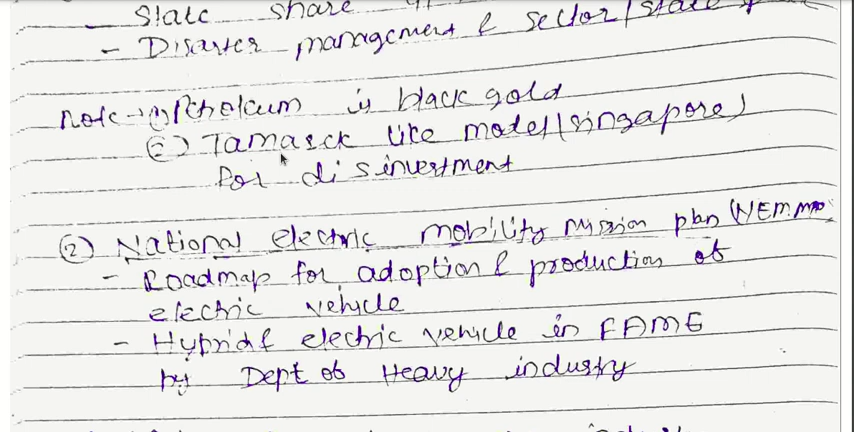 - State share
- Disaster management & sector/state
Note → (1) Petroleum is black gold
(2) Tamasek like model (singapore)
for disinvestment
(2) National electric mobility mission plan (NEMMP)
- Roadmap for adoption & production of
electric vehicle
- Hybrid & electric vehicle in FAME
by Dept of Heavy industry